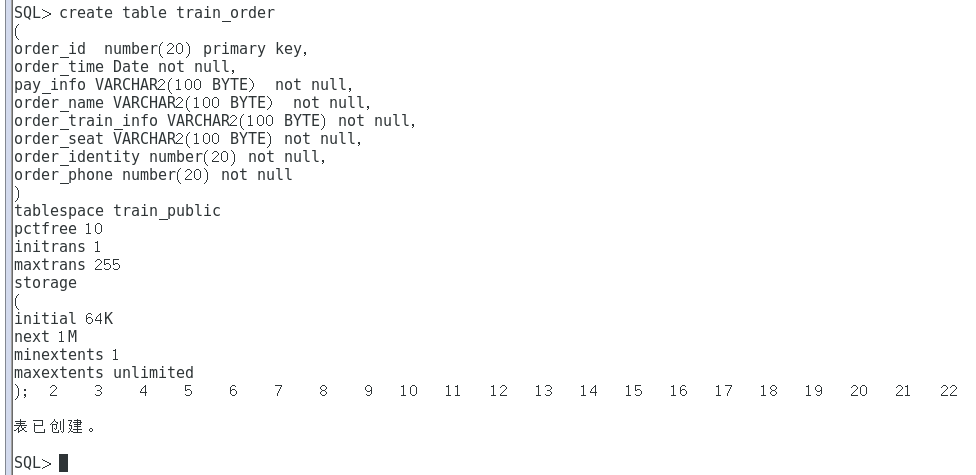 SQL> create table train_order
(
order_id  number(20) primary key,
order_time Date not null,
pay_info VARCHAR2(100 BYTE)  not null,
order_name VARCHAR2(100 BYTE)  not null,
order_train_info VARCHAR2(100 BYTE) not null,
order_seat VARCHAR2(100 BYTE) not null,
order_identity number(20) not null,
order_phone number(20) not null
)
tablespace train_public
pctfree 10
initrans 1
maxtrans 255
storage
(
initial 64K
next 1M
minextents 1
maxextents unlimited
);  2    3    4    5    6    7    8    9   10   11   12   13   14   15   16   17   18   19   20   21   22
表已创建。
SQL>